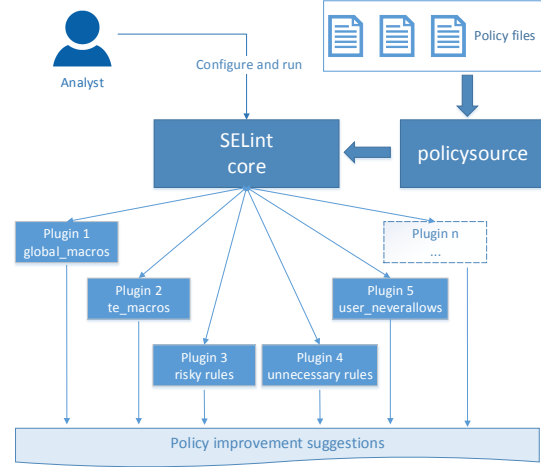 Policy files
Configure and run
Analyst
SELint
core
policysource
Plugin 1
global_macros
Plugin n
...
Plugin 2
te_macros
Plugin 5
user_neverallows
Plugin 3
risky rules
Plugin 4
unnecessary rules
Policy improvement suggestions